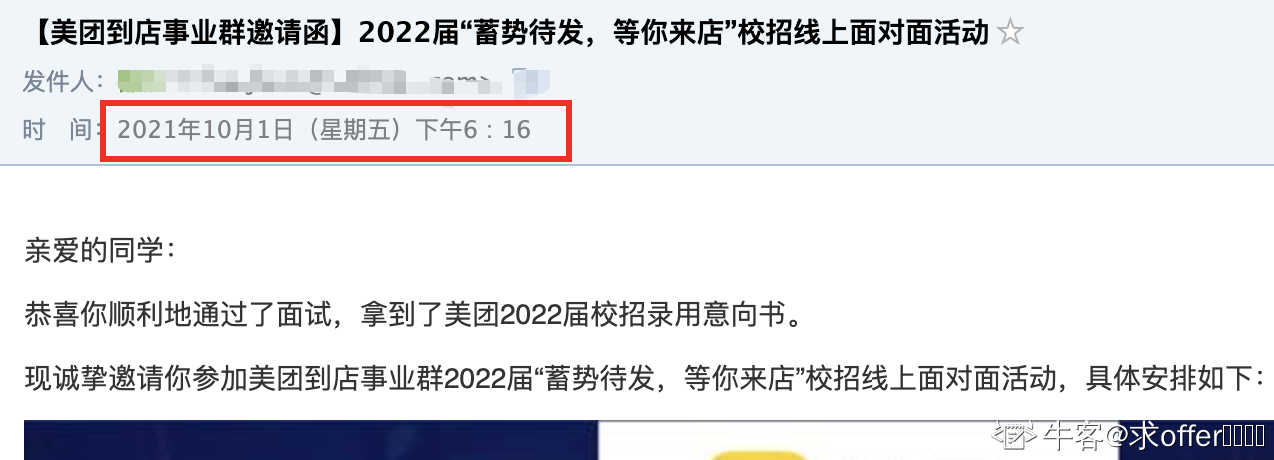 【美团到店事业群邀请函】2022届“蓄势待发，等你来店”校招线上面对面活动
发件人：
时 间：2021年10月1日（星期五）下午6：16
亲爱的同学：
恭喜你顺利地通过了面试，拿到了美团2022届校招录用意向书。
现诚挚邀请你参加美团到店事业群2022届“蓄势待发，等你来店”校招线上面对面活动，具体安排如下：
牛客@求offer